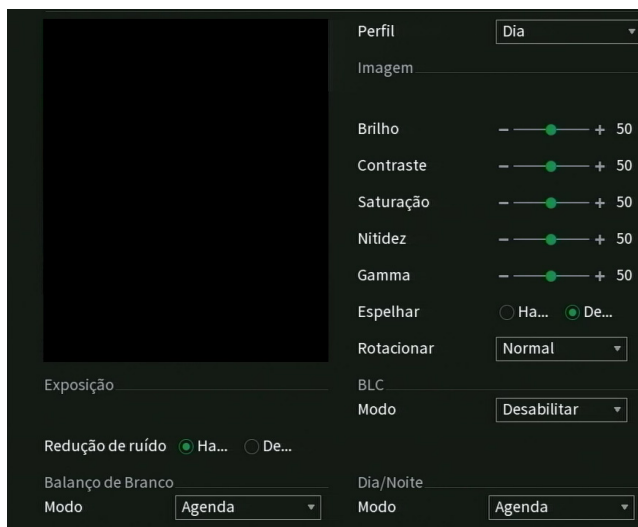 Perfil Dia
Imagem
Brilho 50
Contraste 50
Saturação 50
Nitidez 50
Gamma 50
Espelhar Ha... De...
Rotacionar Normal
Exposição
BLC
Modo Desabilitar
Redução de ruído Ha... De...
Balanço de Branco
Modo Agenda
Dia/Noite
Modo Agenda